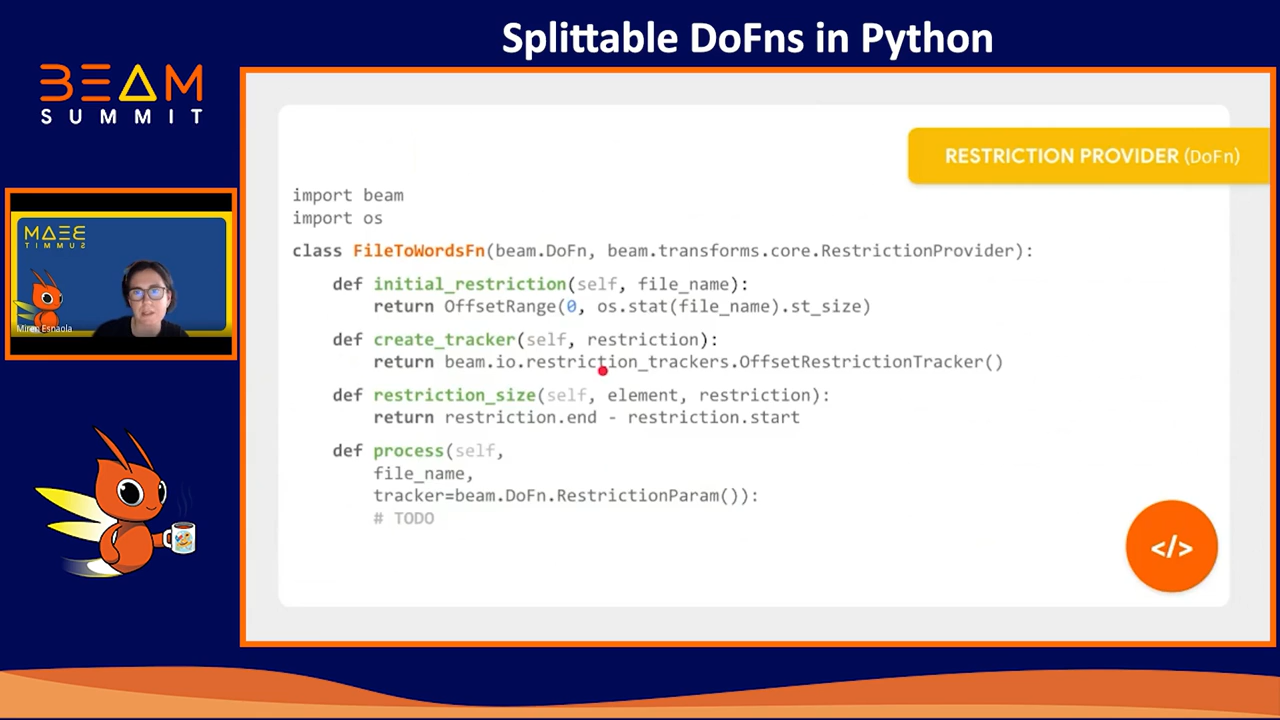 Splittable DoFns in Python
BEAM
SUMMIT
RESTRICTION PROVIDER (DoFn)
import beam
import os
class FileToWordsFn(beam.DoFn, beam.transforms.core.RestrictionProvider):
def initial_restriction(self, file_name):
return OffsetRange(0, os.stat(file_name).st_size)
def create_tracker(self, restriction):
return beam.io.restriction_trackers.OffsetRestrictionTracker()
def restriction_size(self, element, restriction):
return restriction.end - restriction.start
def process(self,
file_name,
tracker=beam.DoFn.RestrictionParam()):
# TODO
</>
Miren Esnaola